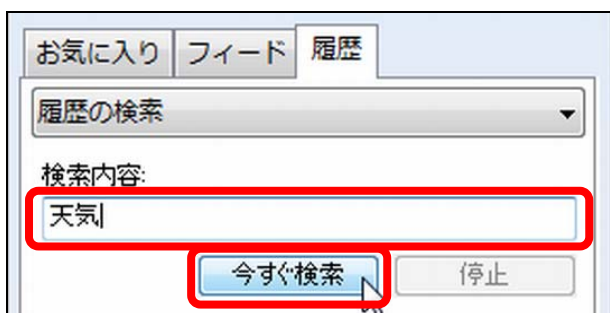 お気に入り フィード 履歴
履歴の検索
検索内容:
天気
今すぐ検索 停止